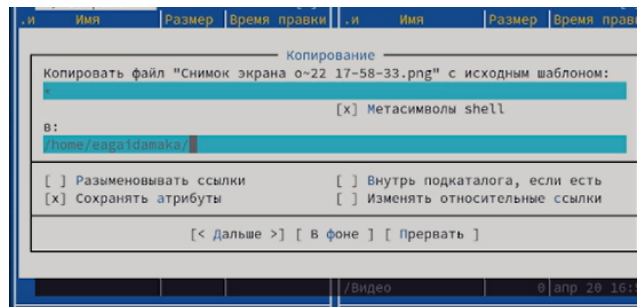 .и Имя Размер Время правки .и Имя Размер Время прав
Копирование
Копировать файл "Снимок экрана о~22 17-58-33.png" с исходным шаблоном:
*
[x] Метасимволы shell
в:
/home/eagaidamaka/
[ ] Разыменовывать ссылки [ ] Внутрь подкаталога, если есть
[x] Сохранять атрибуты [ ] Изменять относительные ссылки
[< Дальше >] [ В фоне ] [ Прервать ]
/Видео 0 апр 20 16: